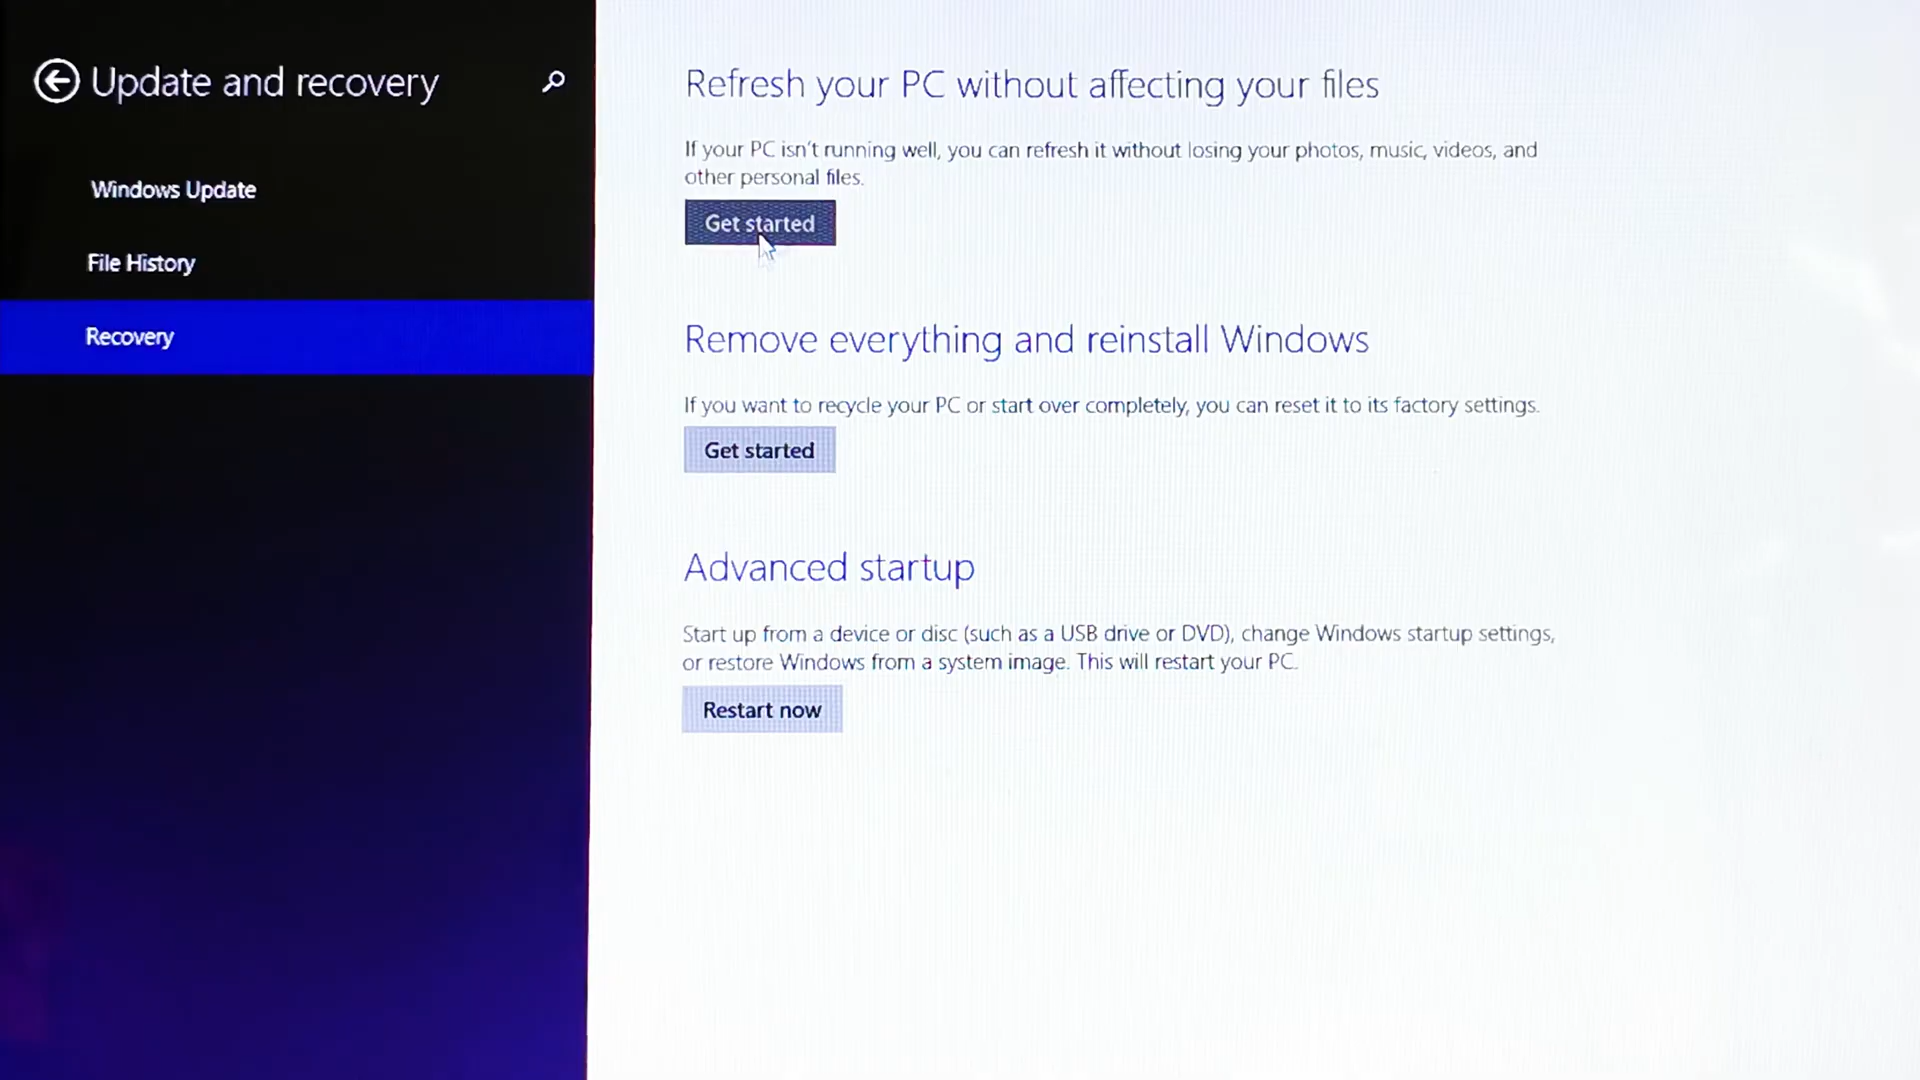 Update and recovery
Windows Update
File History
Recovery
Refresh your PC without affecting your files
If your PC isn't running well, you can refresh it without losing your photos, music, videos, and
other personal files.
Get started
Remove everything and reinstall Windows
If you want to recycle your PC or start over completely, you can reset it to its factory settings.
Get started
Advanced startup
Start up from a device or disc (such as a USB drive or DVD), change Windows startup settings,
or restore Windows from a system image. This will restart your PC.
Restart now